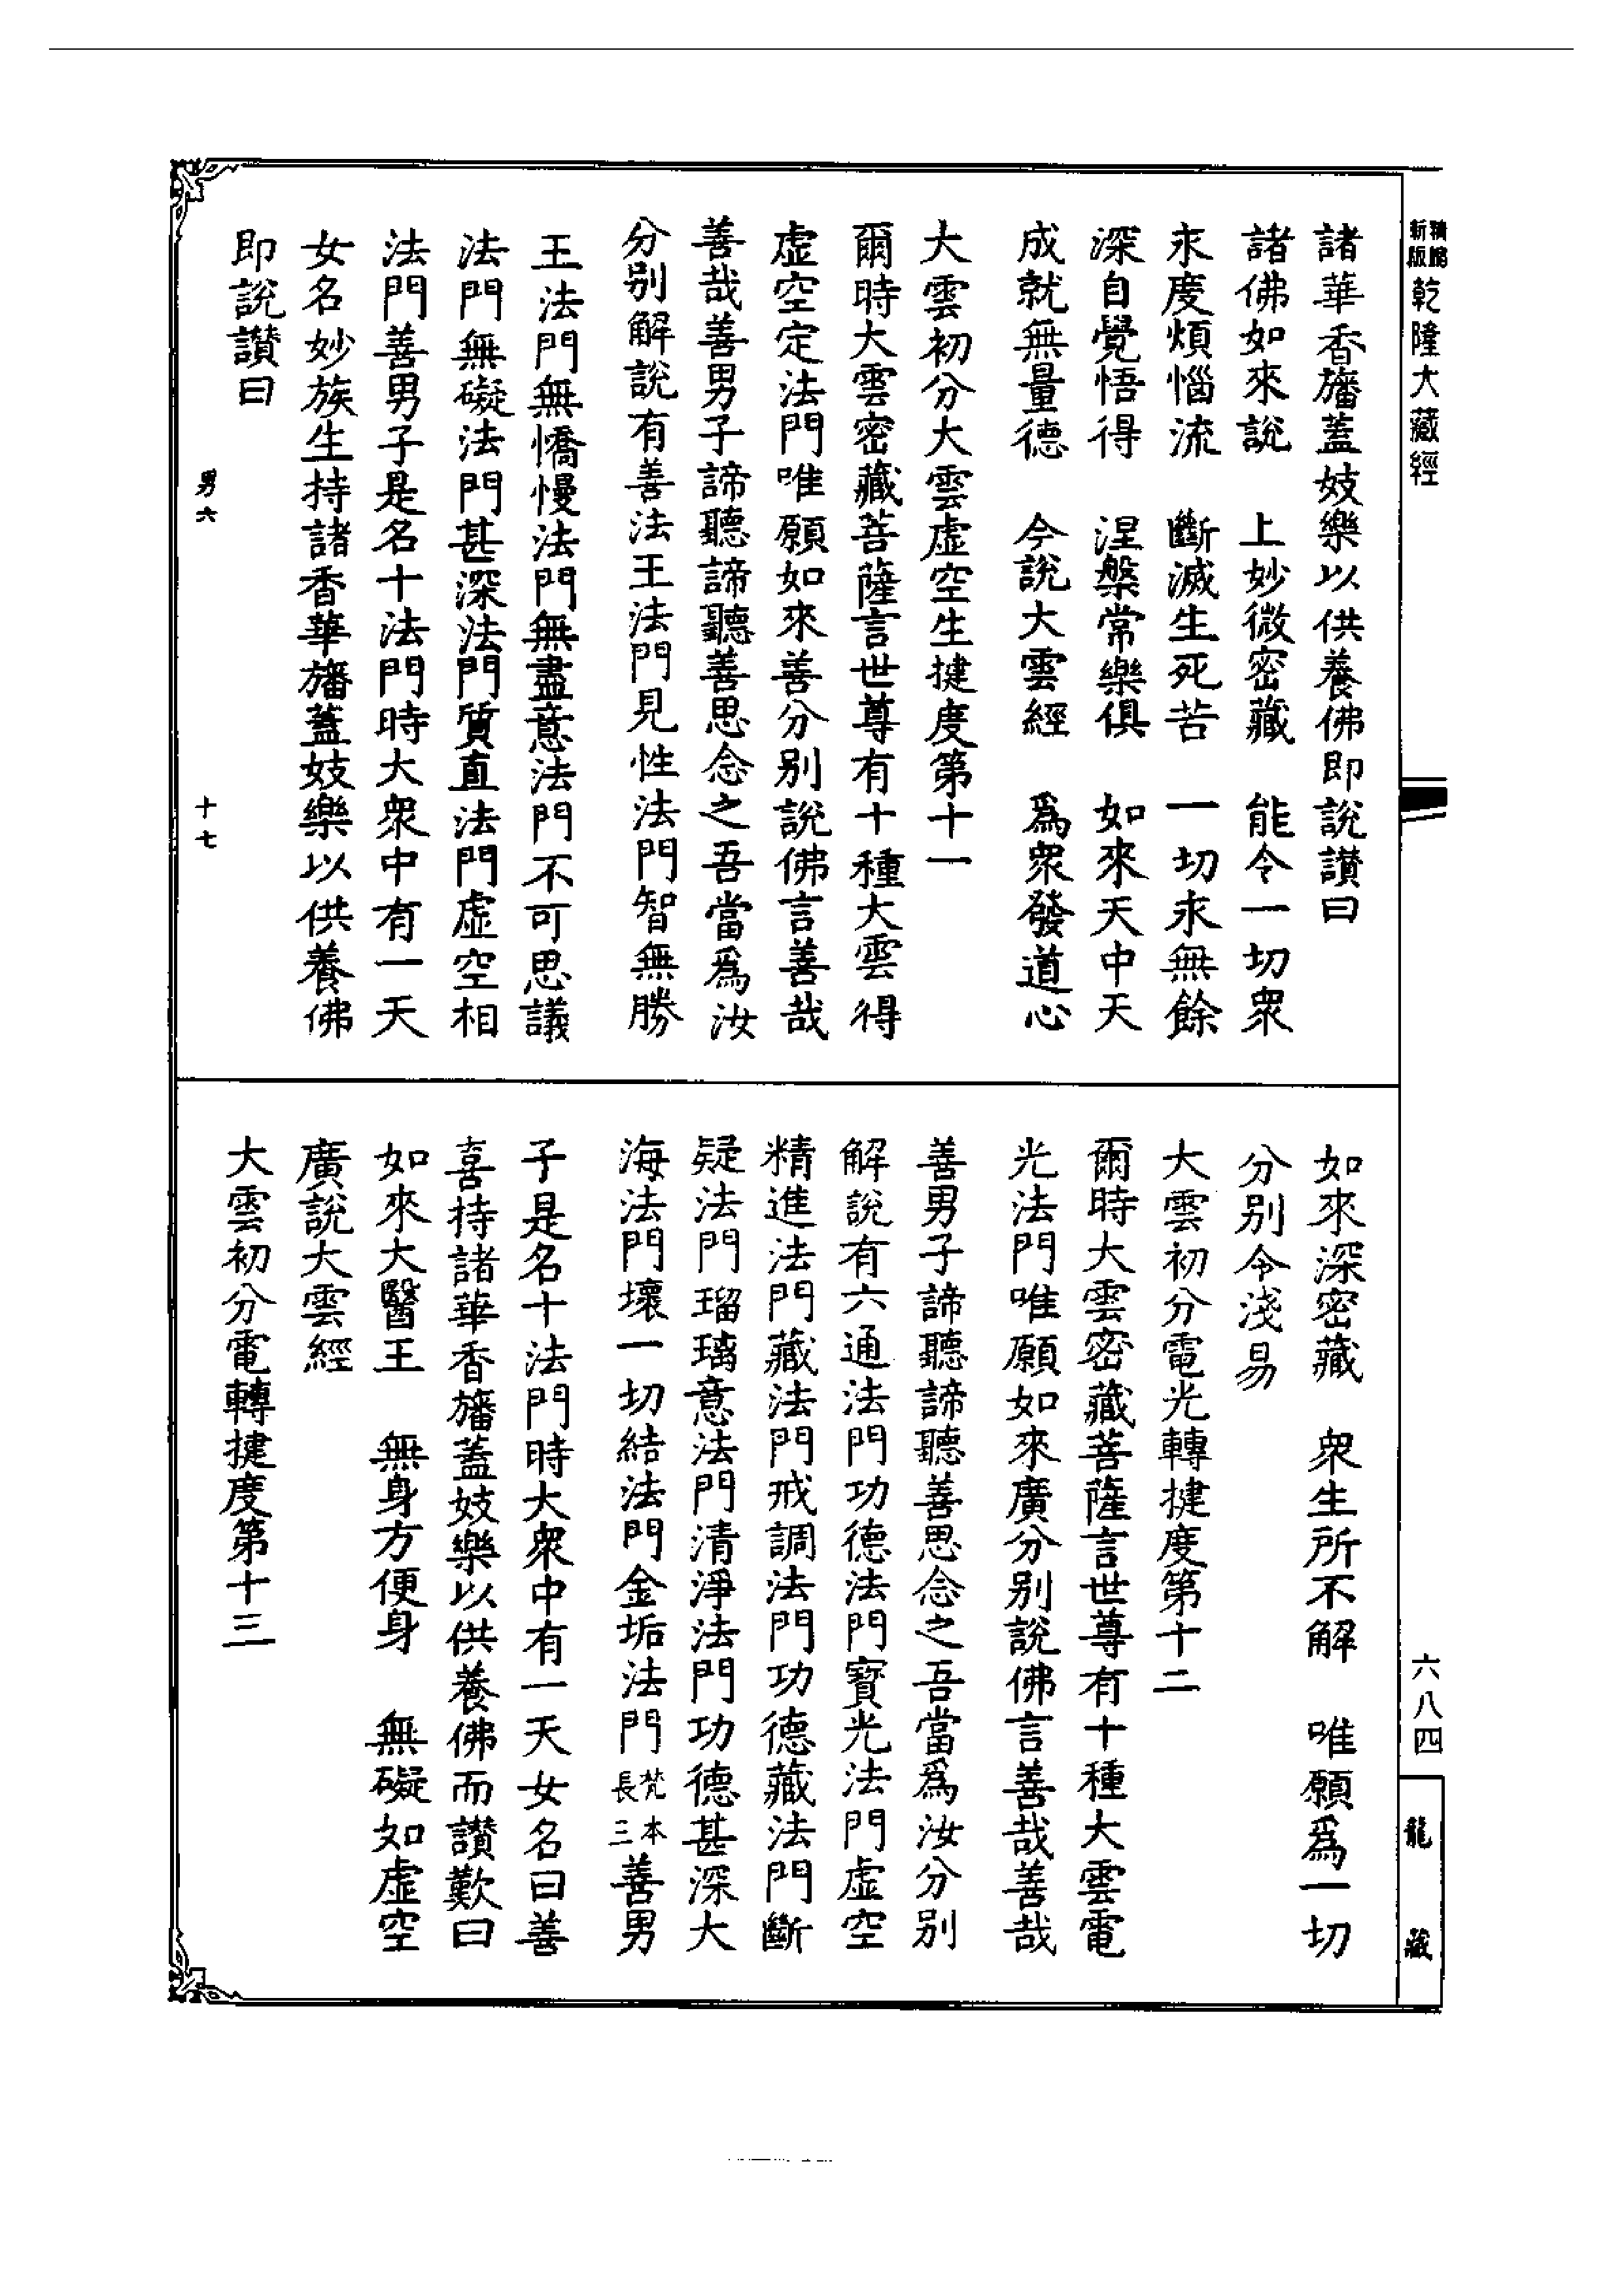 新版精縮乾隆大藏經
諸華香旛蓋妓樂以供養佛即說讃曰
諸佛如來說　上妙微密藏　能令一切衆
永度煩惱流　斷滅生死苦　一切永無餘
深自覺悟得　涅槃常樂俱　如來天中天
成就無量德　今說大雲經　爲衆發道心
大雲初分大雲虛空生揵度第十一
爾時大雲密藏菩薩言世尊有十種大雲得
虛空定法門唯願如來善分別說佛言善哉
善哉善男子諦聽諦聽善思念之吾當爲汝
分別解說有善法王法門見性法門智無勝
王法門無憍慢法門無盡意法門不可思議
法門無礙法門甚深法門質直法門虛空相
法門善男子是名十法門時大衆中有一天
女名妙族生持諸香華旛蓋妓樂以供養佛
即說讃曰
男六　十七
如來深密藏　衆生所不解　唯願爲一切
分別令淺易
大雲初分電光轉揵度第十二
爾時大雲密藏菩薩言世尊有十種大雲電
光法門唯願如來廣分別說佛言善哉善哉
善男子諦聽諦聽善思念之吾當爲汝分別
解說有六通法門功德法門寶光法門虛空
精進法門藏法門戒調法門功德藏法門斷
疑法門瑠璃意法門清淨法門功德甚深大
海法門壞一切結法門金垢法門梵本長三善男
子是名十法門時大衆中有一天女名曰善
喜持諸華香旛蓋妓樂以供養佛而讃歎曰
如來大醫王　無身方便身　無礙如虛空
廣說大雲經
大雲初分電轉揵度第十三
六八四
龍藏